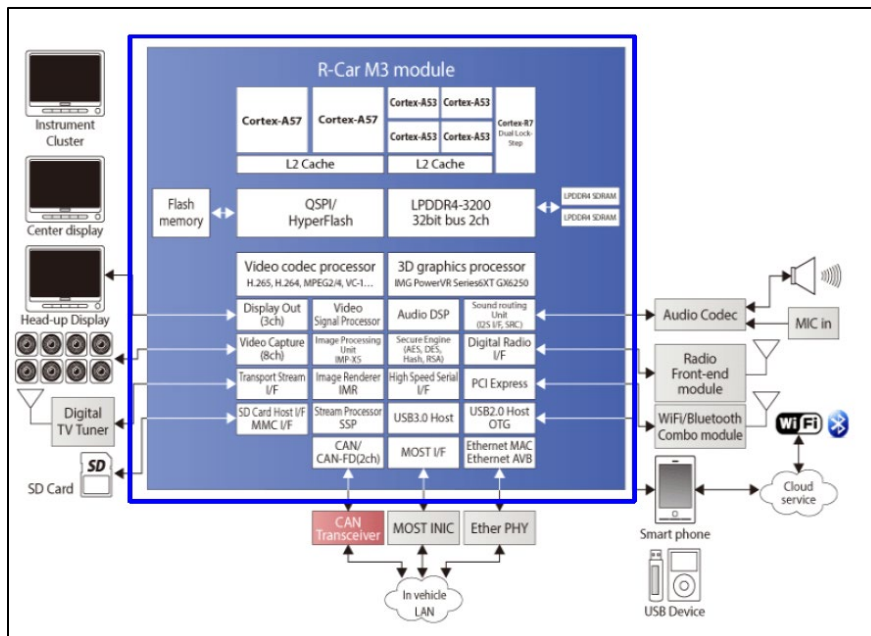 R-Car M3 module
Instrument
Cluster
Center display
Head-up Display
Digital
TV Tuner
SD
SD Card
Cortex-A57
Cortex-A57
Cortex-A53
Cortex-A53
Cortex-A53
Cortex-A53
Cortex-R7
Dual Lock-
Step
L2 Cache
L2 Cache
Flash
memory
QSPI/
HyperFlash
LPDDR4-3200
32bit bus 2ch
LPDDR4 SDRAM
LPDDR4 SDRAM
Video codec processor
H.265, H.264, MPEG2/4, VC-1...
3D graphics processor
IMG PowerVR Series6XT GX6250
Display Out
(3ch)
Video
Signal Processor
Audio DSP
Sound routing
Unit
(I2S I/F, SRC)
Video Capture
(8ch)
Image Processing
Unit
IMP-X5
Secure Engine
(AES, DES,
Hash, RSA)
Digital Radio
I/F
Transport Stream
I/F
Image Renderer
IMR
High Speed Serial
I/F
PCI Express
SD Card Host I/F
MMC I/F
Stream Processor
SSP
USB3.0 Host
USB2.0 Host
OTG
CAN/
CAN-FD(2ch)
MOST I/F
Ethernet MAC
Ethernet AVB
CAN
Transceiver
MOST INIC
Ether PHY
In vehicle
LAN
Audio Codec
MIC in
Radio
Front-end
module
WiFi/Bluetooth
Combo module
Wi Fi
Cloud
service
Smart phone
USB Device